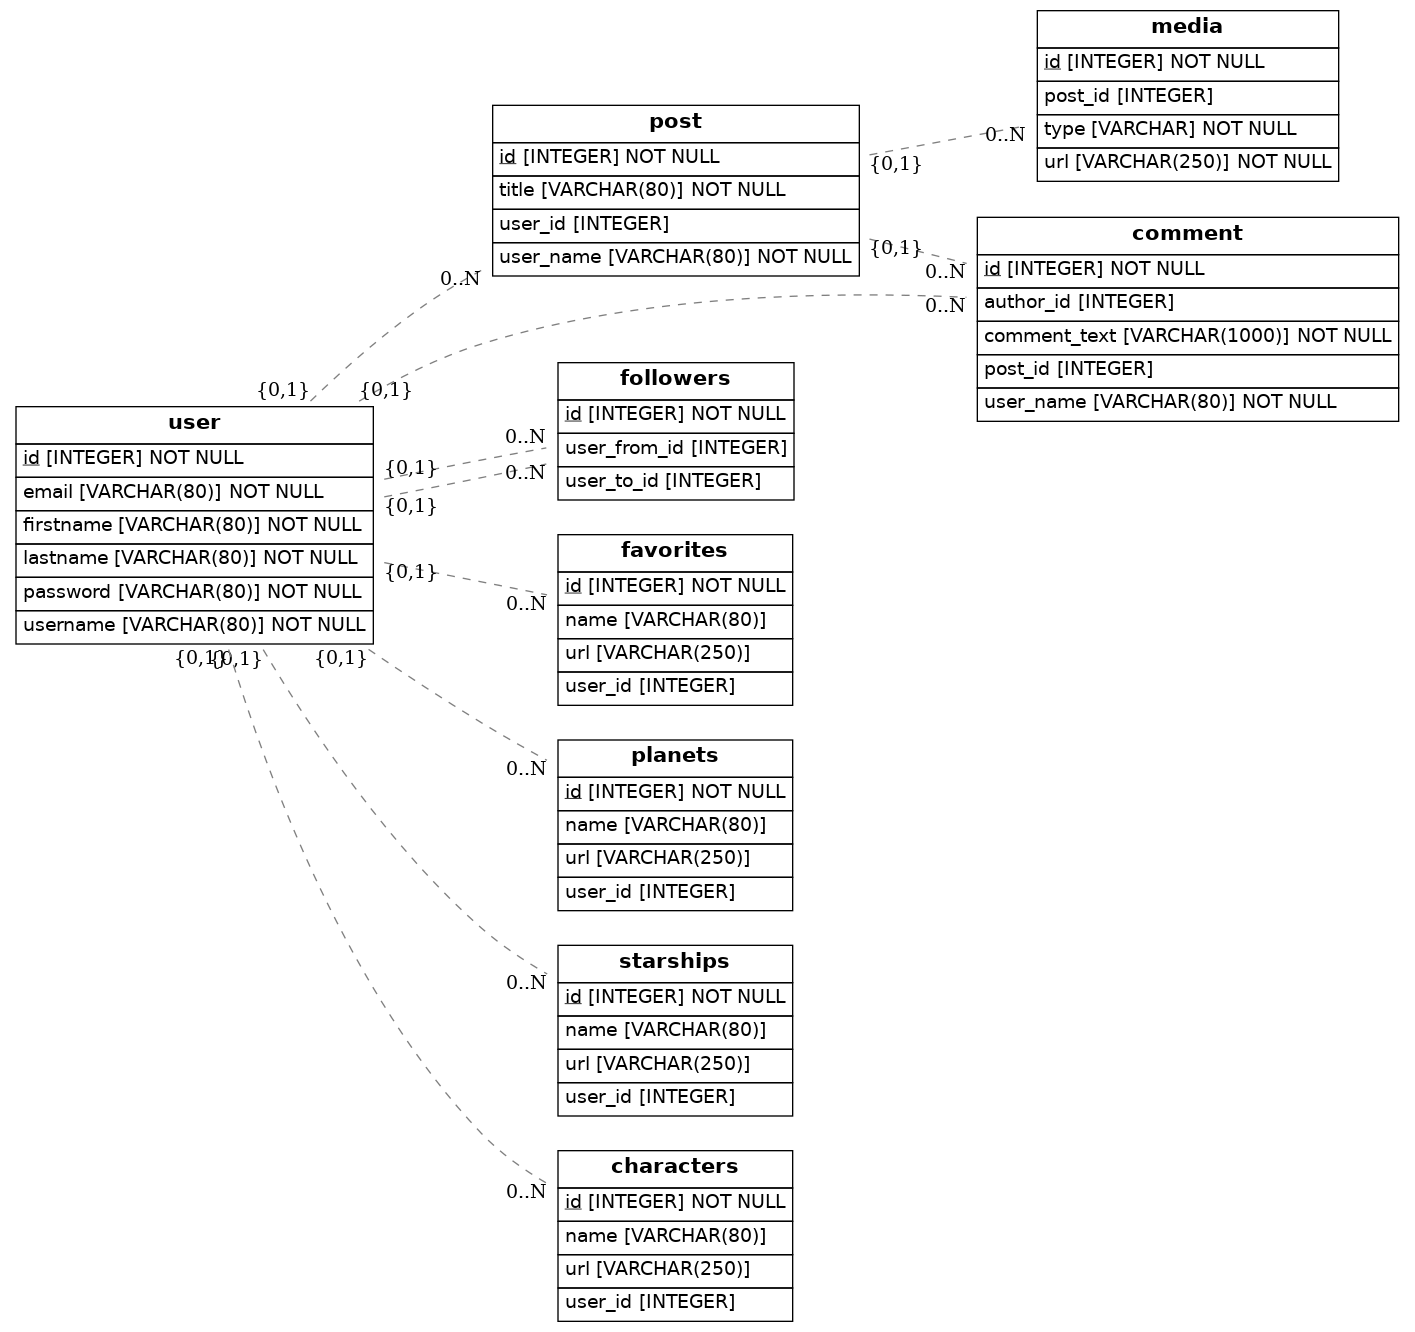 media
id [INTEGER] NOT NULL
post_id [INTEGER]
type [VARCHAR] NOT NULL
url [VARCHAR(250)] NOT NULL
post
id [INTEGER] NOT NULL
title [VARCHAR(80)] NOT NULL
user_id [INTEGER]
user_name [VARCHAR(80)] NOT NULL
0..N
{0,1}
comment
id [INTEGER] NOT NULL
author_id [INTEGER]
comment_text [VARCHAR(1000)] NOT NULL
post_id [INTEGER]
user_name [VARCHAR(80)] NOT NULL
{0,1}
0..N
0..N
0..N
{0,1}
{0,1}
user
id [INTEGER] NOT NULL
email [VARCHAR(80)] NOT NULL
firstname [VARCHAR(80)] NOT NULL
lastname [VARCHAR(80)] NOT NULL
password [VARCHAR(80)] NOT NULL
username [VARCHAR(80)] NOT NULL
followers
id [INTEGER] NOT NULL
user_from_id [INTEGER]
user_to_id [INTEGER]
0..N
{0,1}
0..N
{0,1}
favorites
id [INTEGER] NOT NULL
name [VARCHAR(80)]
url [VARCHAR(250)]
user_id [INTEGER]
{0,1}
0..N
{0,1}
{0,1}
{0,1}
planets
id [INTEGER] NOT NULL
name [VARCHAR(80)]
url [VARCHAR(250)]
user_id [INTEGER]
0..N
starships
id [INTEGER] NOT NULL
name [VARCHAR(80)]
url [VARCHAR(250)]
user_id [INTEGER]
0..N
characters
id [INTEGER] NOT NULL
name [VARCHAR(80)]
url [VARCHAR(250)]
user_id [INTEGER]
0..N